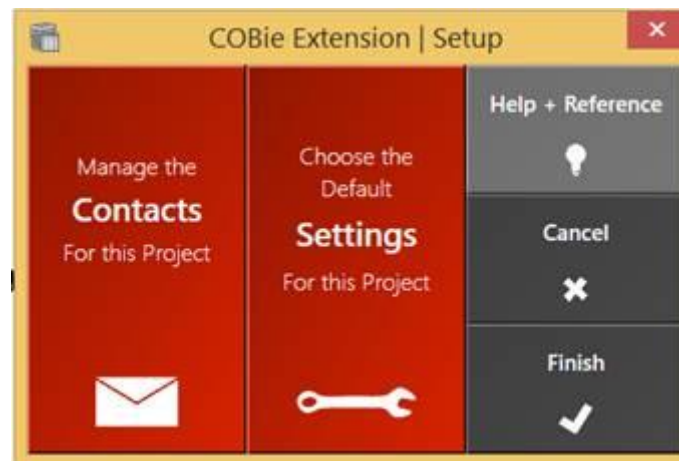 COBie Extension | Setup
Manage the
Contacts
For this Project
Choose the
Default
Settings
For this Project
Help + Reference
Cancel
Finish